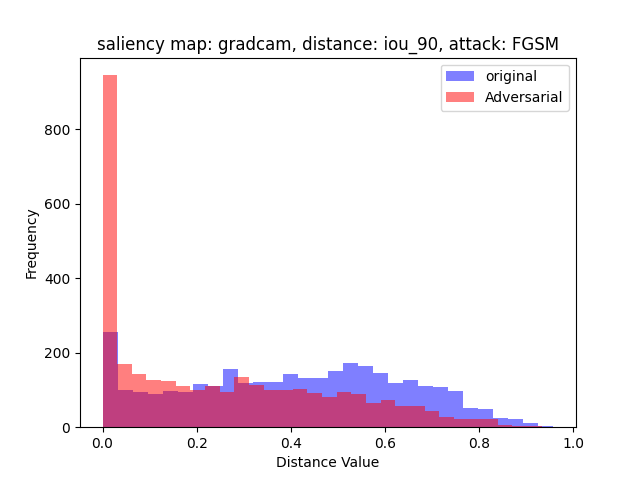 saliency map: gradcam, distance: iou_90, attack: FGSM
original
Adversarial
800
600
400
200
0
Frequency
0.0 0.2 0.4 0.6 0.8 1.0
Distance Value